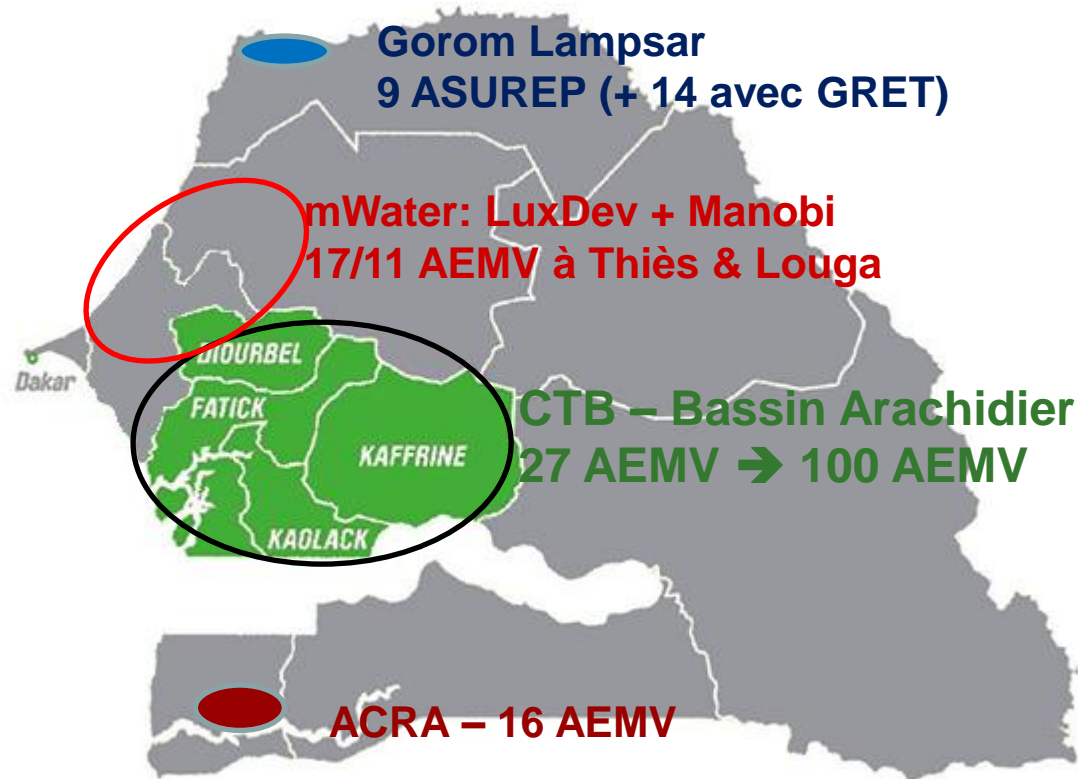 Gorom Lampsar
9 ASUREP (+ 14 avec GRET)
mWater: LuxDev + Manobi
17/11 AEMV à Thiès & Louga
DIOURBEL
Dakar
FATICK
CTB – Bassin Arachidier
KAFFRINE
27 AEMV ➔ 100 AEMV
KAOLACK
ACRA – 16 AEMV